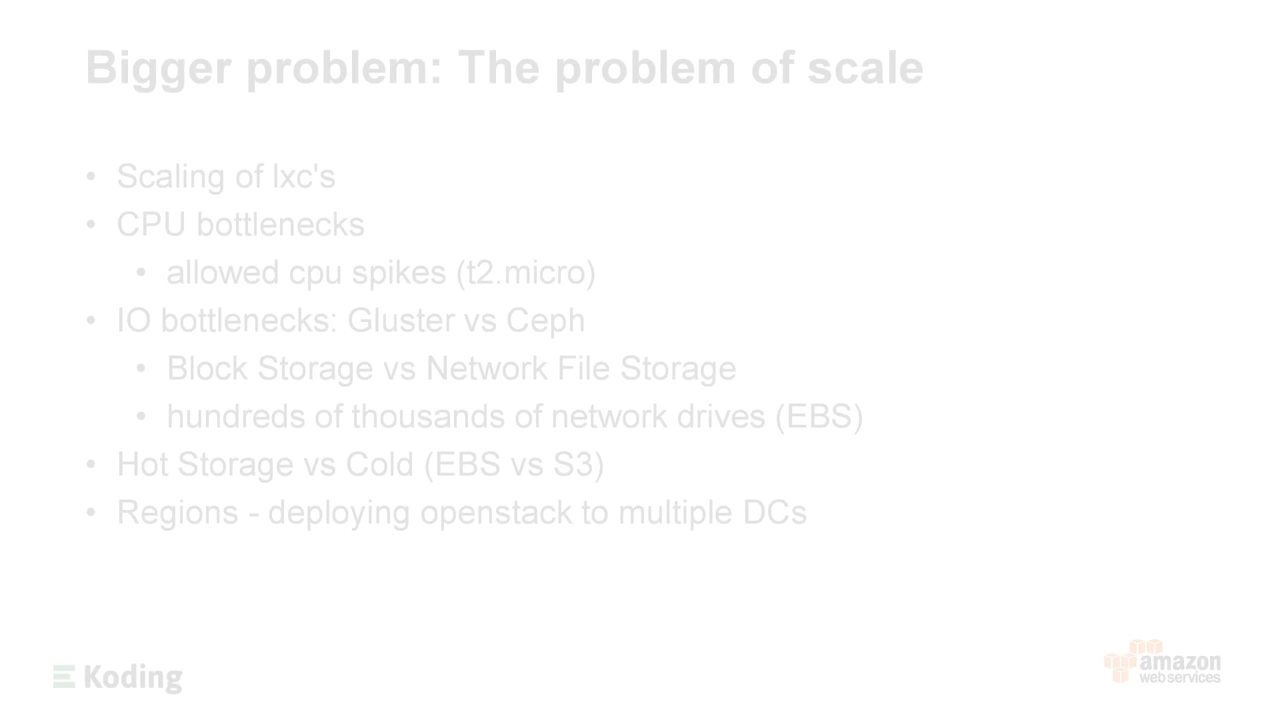 Bigger problem: The problem of scale
• Scaling of lxc's
• CPU bottlenecks
• allowed cpu spikes (t2.micro)
• IO bottlenecks: Gluster vs Ceph
• Block Storage vs Network File Storage
• hundreds of thousands of network drives (EBS)
• Hot Storage vs Cold (EBS vs S3)
• Regions - deploying openstack to multiple DCs
Koding
amazon
web services